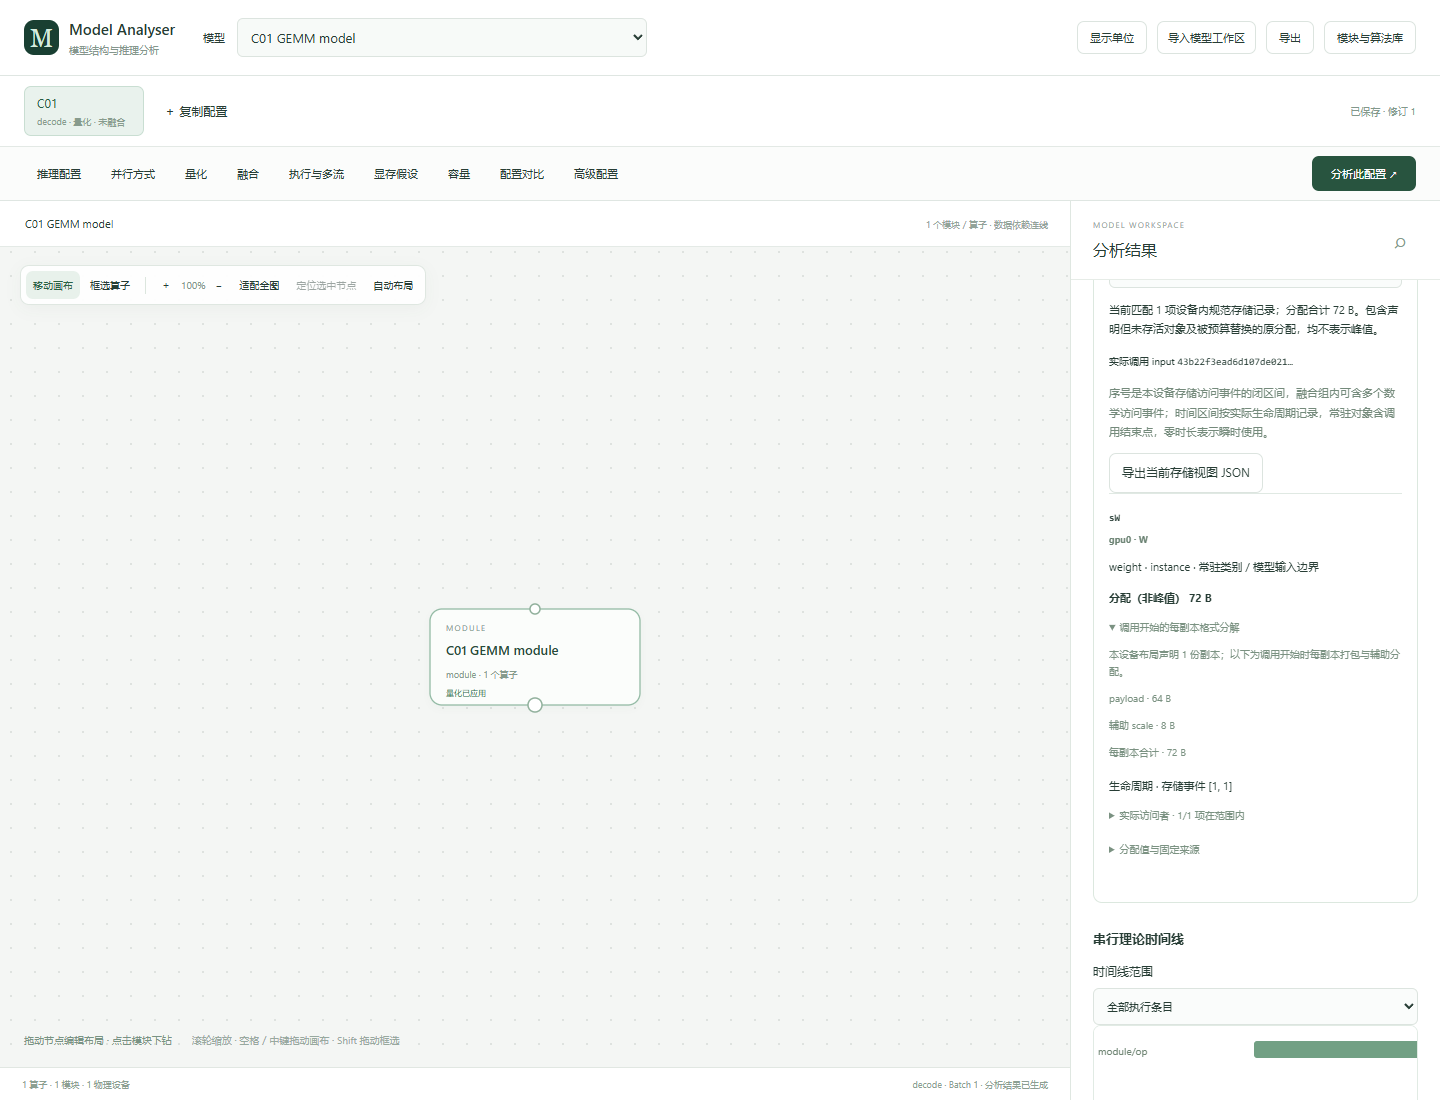 M
Model Analyser
模型结构与推理分析
模型
C01 GEMM model
显示单位
导入模型工作区
导出
模块与算法库
C01
decode · 量化 · 未融合
+ 复制配置
已保存 · 修订 1
推理配置
并行方式
量化
融合
执行与多流
显存假设
容量
配置对比
高级配置
分析此配置 ↗
C01 GEMM model
1 个模块 / 算子 · 数据依赖连线
移动画布
框选算子
+
100%
−
适配全图
定位选中节点
自动布局
MODULE
C01 GEMM module
module · 1 个算子
量化已应用
拖动节点编辑布局 · 点击模块下钻
滚轮缩放 · 空格 / 中键拖动画布 · Shift 拖动框选
1 算子 · 1 模块 · 1 物理设备
decode · Batch 1 · 分析结果已生成
MODEL WORKSPACE
分析结果
当前匹配 1 项设备内规范存储记录；分配合计 72 B。包含声
明但未存活对象及被预算替换的原分配，均不表示峰值。
实际调用 input 43b22f3ead6d107de021…
序号是本设备存储访问事件的闭区间，融合组内可含多个数
学访问事件；时间区间按实际生命周期记录，常驻对象含调
用结束点，零时长表示瞬时使用。
导出当前存储视图 JSON
sW
gpu0 · W
weight · instance · 常驻类别 / 模型输入边界
分配（非峰值） 72 B
▼ 调用开始的每副本格式分解
本设备布局声明 1 份副本；以下为调用开始时每副本打包与辅助分
配。
payload · 64 B
辅助 scale · 8 B
每副本合计 · 72 B
生命周期 · 存储事件 [1, 1]
▶ 实际访问者 · 1/1 项在范围内
▶ 分配值与固定来源
串行理论时间线
时间线范围
全部执行条目
module/op